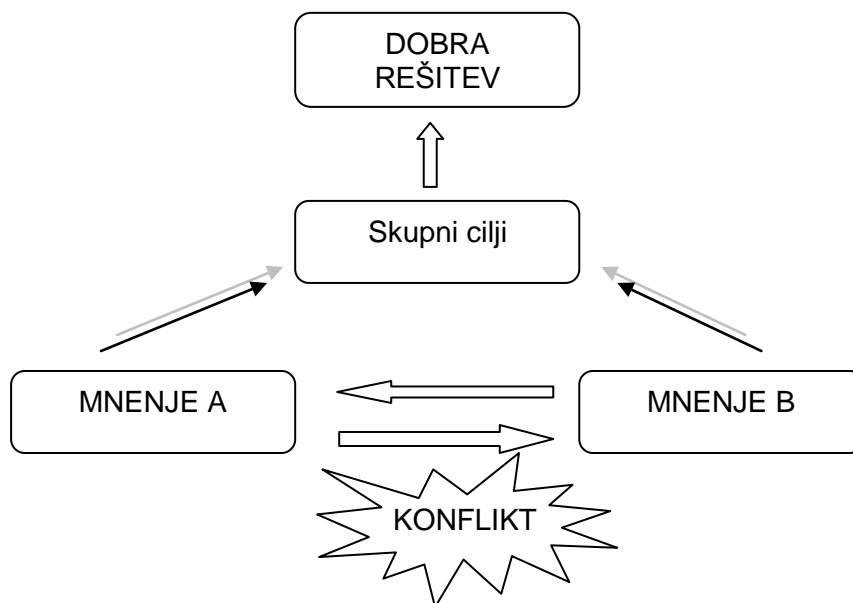 DOBRA
REŠITEV
Skupni cilji
MNENJE A
MNENJE B
KONFLIKT